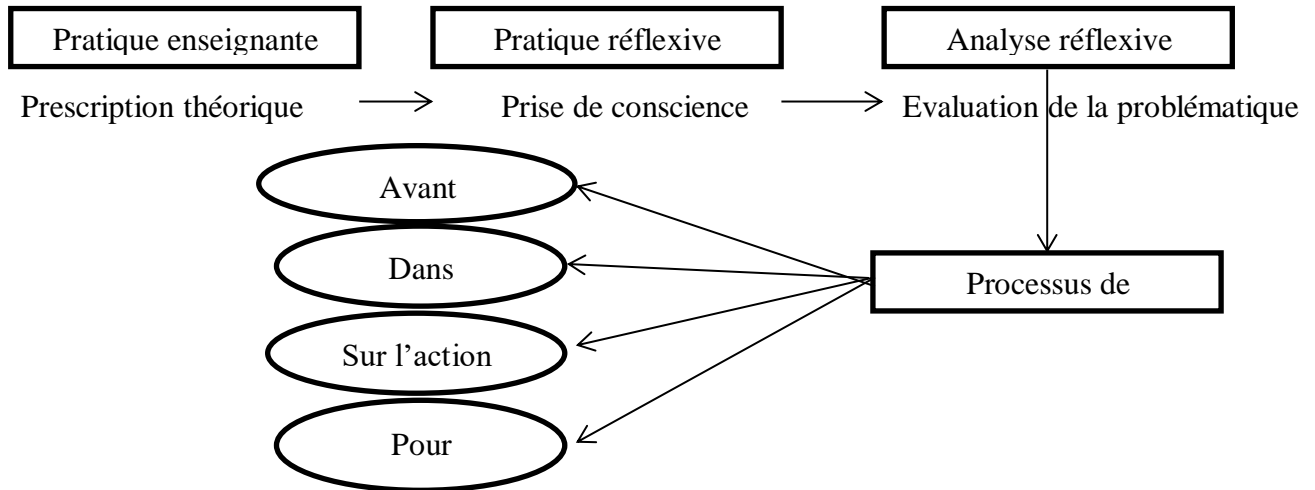 Pratique enseignante
Pratique réflexive
Analyse réflexive
Prescription théorique
Prise de conscience
Evaluation de la problématique
Avant
Dans
Processus de
Sur l’action
Pour